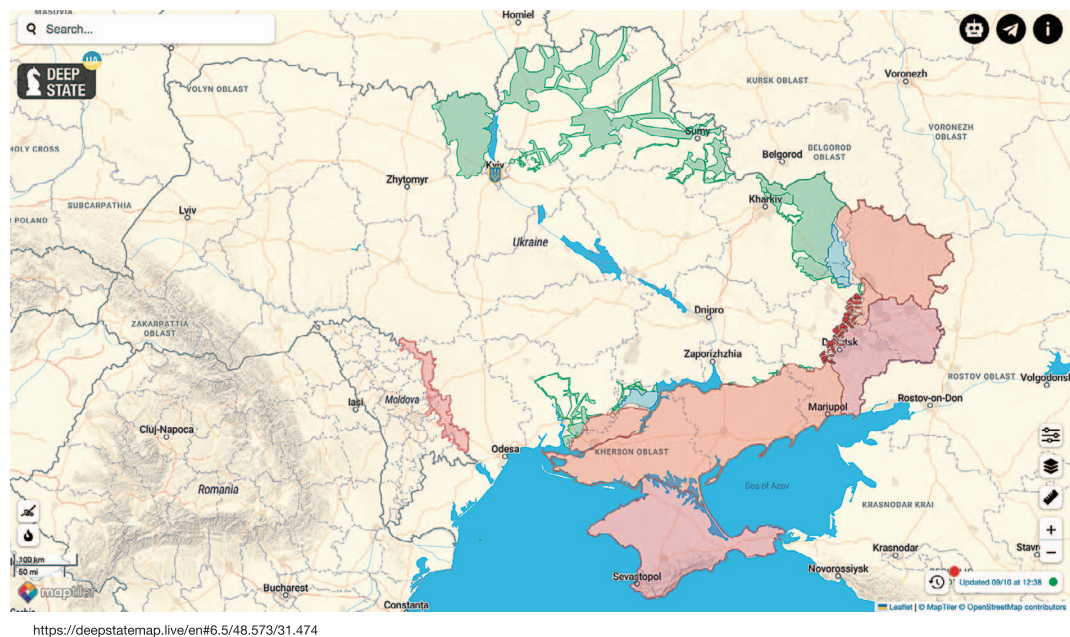 MASOVIA
Homiel
Search...
UA
DEEP
STATE
VOLYN OBLAST
KURSK OBLAST
Voronezh
VORONEZH
OBLAST
HOLY CROSS
Sumy
Belgorod
BELGOROD
OBLAST
Kyiv
Zhytomyr
SUBCARPATHIA
POLAND
Lviv
Kharkiv
Ukraine
ZAKARPATTIA
OBLAST
Dnipro
Zaporizhzhia
ROSTOV OBLAST
Volgodonsk
Iași
Moldova
Mariupol
Rostov-on-Don
Cluj-Napoca
Odesa
KHERSON OBLAST
Romania
Sea of Azov
KRASNODAR KRAI
100 km
50 mi
Krasnodar
Stavr
Sevastopol
Novorossiysk
Bucharest
maptiler
Updated 09/10 at 12:38
Constanța
Leaflet | © MapTiler © OpenStreetMap contributors
https://deepstatemap.live/en#6.5/48.573/31.474